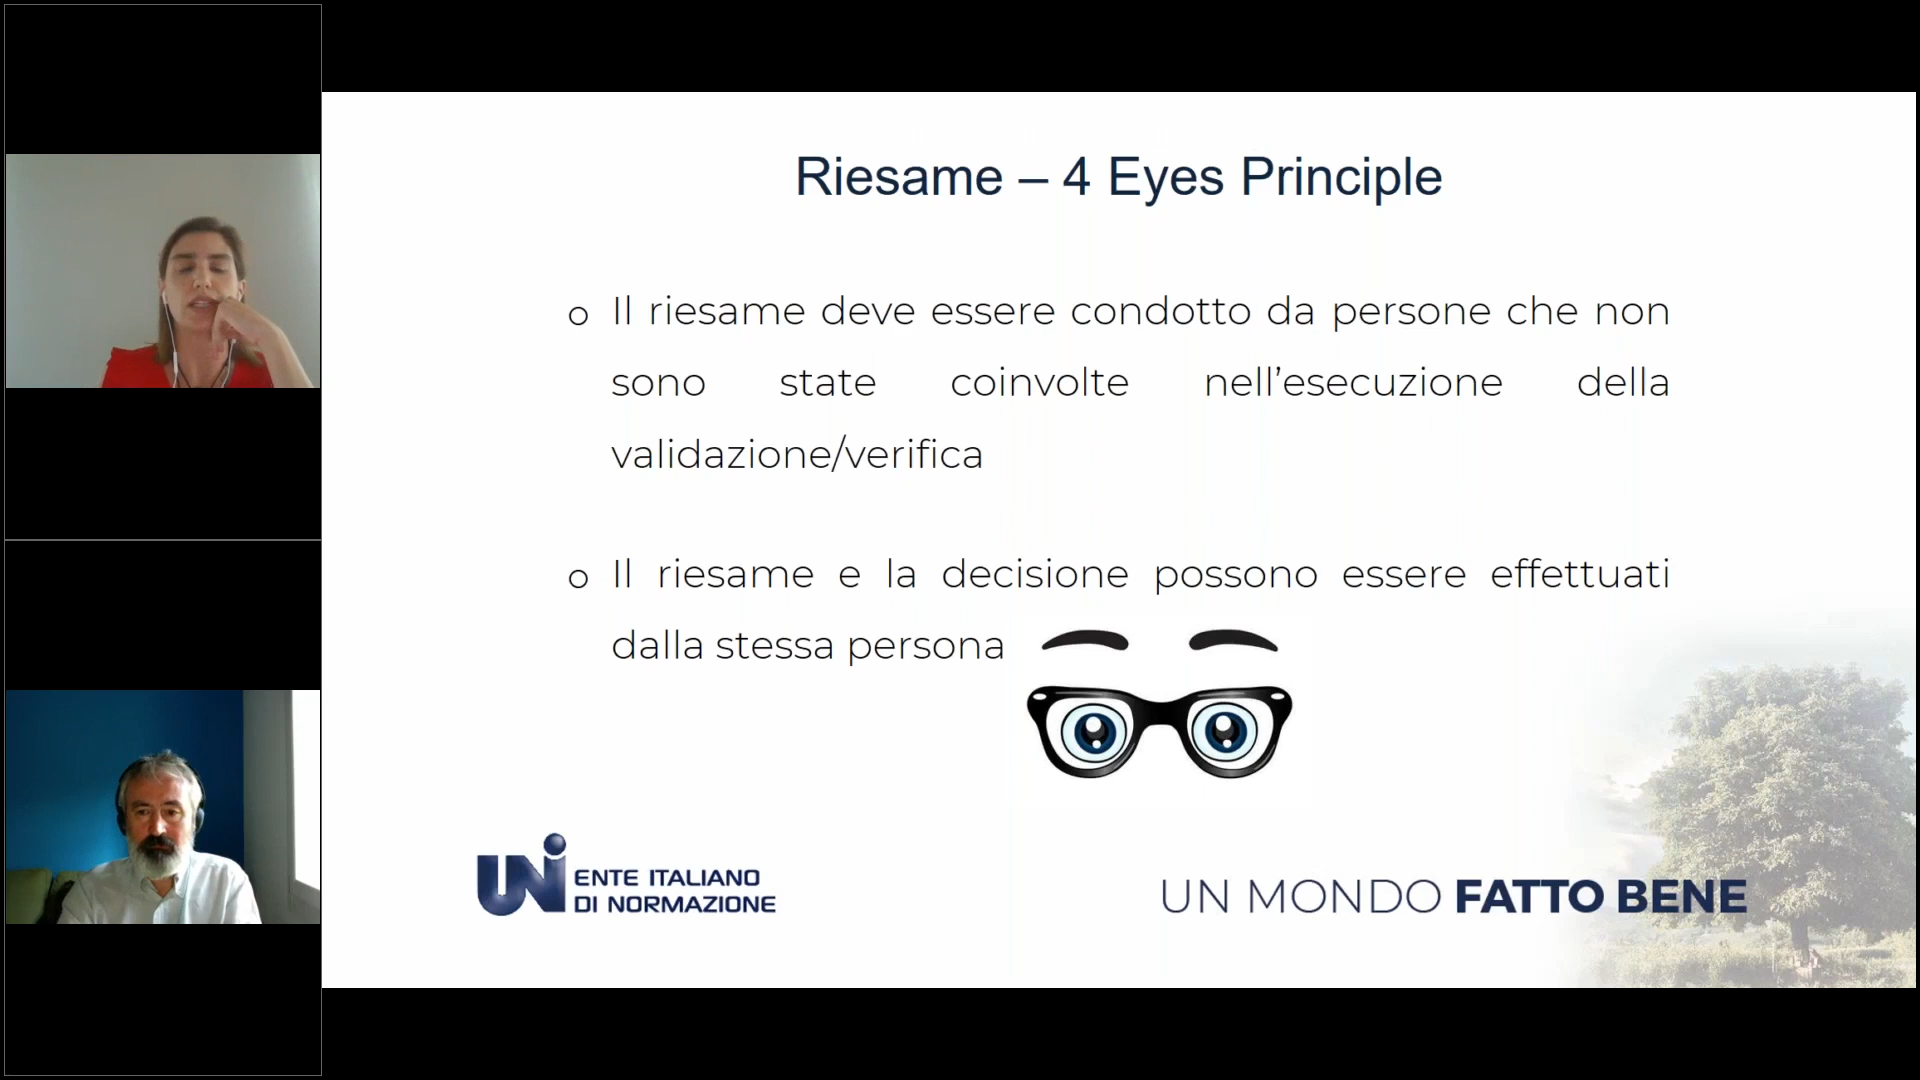 Riesame – 4 Eyes Principle
o Il riesame deve essere condotto da persone che non
sono state coinvolte nell’esecuzione della
validazione/verifica
o Il riesame e la decisione possono essere effettuati
dalla stessa persona
UNI ENTE ITALIANO
DI NORMAZIONE
UN MONDO FATTO BENE